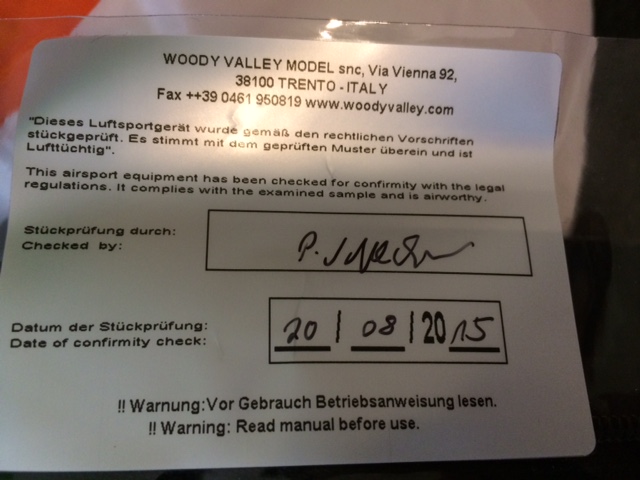 WOODY VALLEY MODEL snc, Via Vienna 92,
38100 TRENTO - ITALY
Fax ++39 0461 950819 www.woodyvalley.com
"Dieses Luftsportgerät wurde gemäß den rechtlichen Vorschriften
stückgeprüft. Es stimmt mit dem geprüften Muster überein und ist
Lufttüchtig".
This airsport equipment has been checked for confirmity with the legal
regulations. It complies with the examined sample and is airworthy.
Stückprüfung durch:
Checked by: P.
Datum der Stückprüfung:
Date of confirmity check: 20 | 08 | 20 15
!! Warnung:Vor Gebrauch Betriebsanweisung lesen.
!! Warning: Read manual before use.